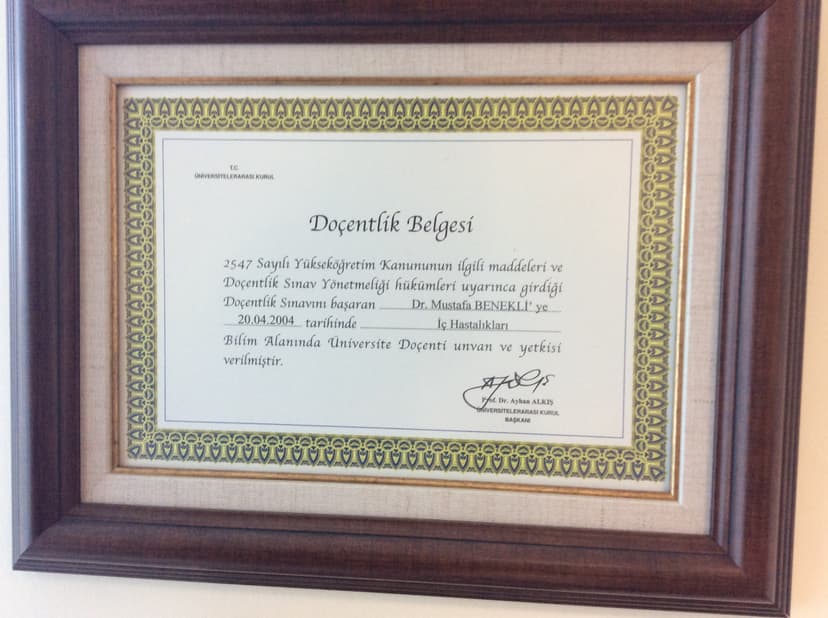 T.C.
ÜNİVERSİTELERARASI KURUL
Doçentlik Belgesi
2547 Sayılı Yükseköğretim Kanununun ilgili maddeleri ve
Doçentlik Sınav Yönetmeliği hükümleri uyarınca girdiği
Doçentlik Sınavını başaran Dr. Mustafa BENEKLİ' ye
20.04.2004 tarihinde İç Hastalıkları
Bilim Alanında Üniversite Doçenti unvan ve yetkisi
verilmiştir.
Prof. Dr. Ayhan ALKIŞ
ÜNİVERSİTELERARASI KURUL
BAŞKANI